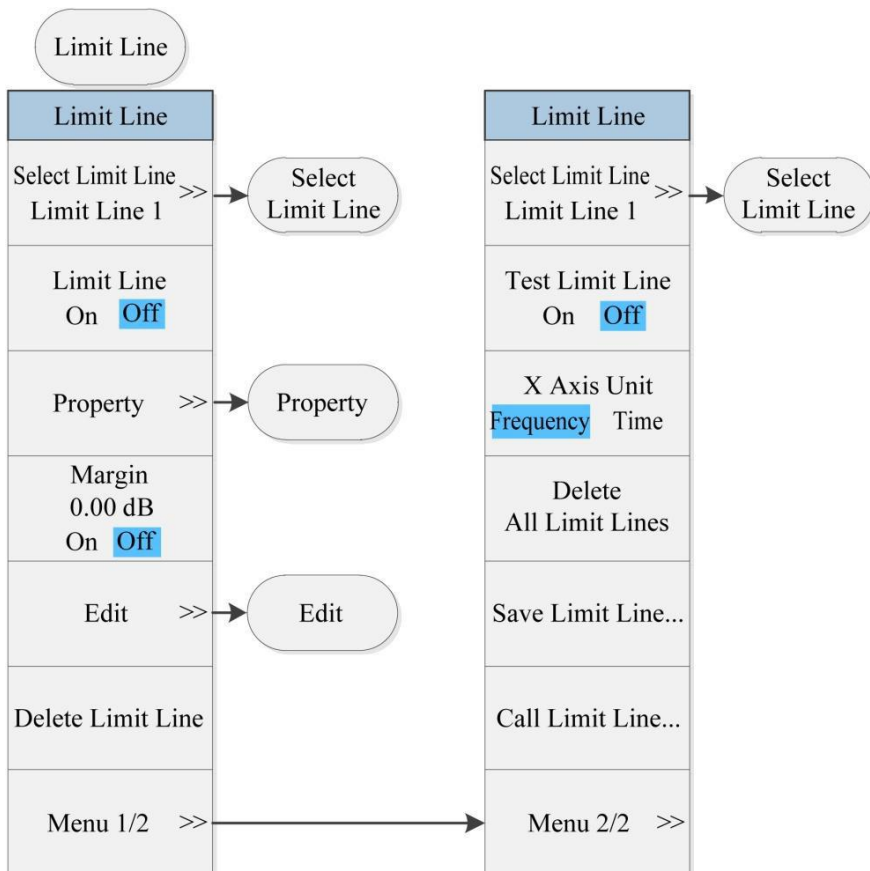 Limit Line
Limit Line
Select Limit Line
Limit Line 1
>>
Select
Limit Line
Limit Line
On Off
Property >>
Property
Margin
0.00 dB
On Off
Edit >>
Edit
Delete Limit Line
Menu 1/2 >>
Limit Line
Select Limit Line
Limit Line 1
>>
Select
Limit Line
Test Limit Line
On Off
X Axis Unit
Frequency Time
Delete
All Limit Lines
Save Limit Line...
Call Limit Line...
Menu 2/2 >>